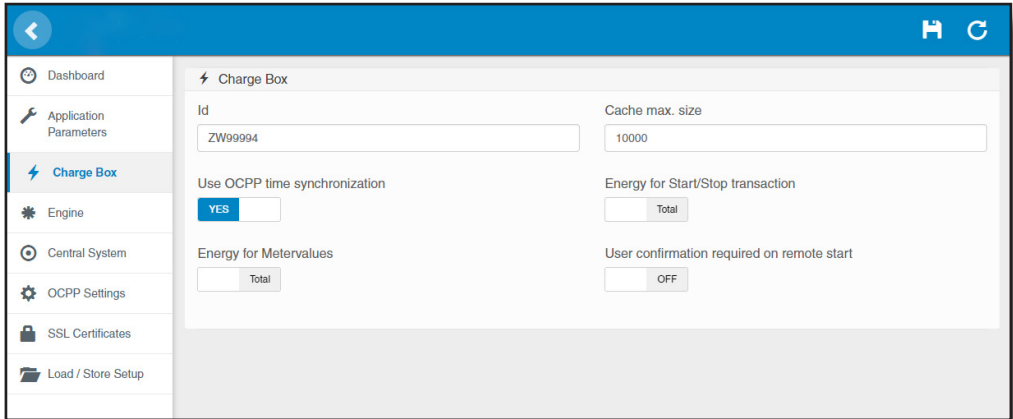 Dashboard
Application
Parameters
Charge Box
Engine
Central System
OCPP Settings
SSL Certificates
Load / Store Setup
Charge Box
Id
ZW99994
Cache max. size
10000
Use OCPP time synchronization
YES
Energy for Start/Stop transaction
Total
Energy for Metervalues
Total
User confirmation required on remote start
OFF